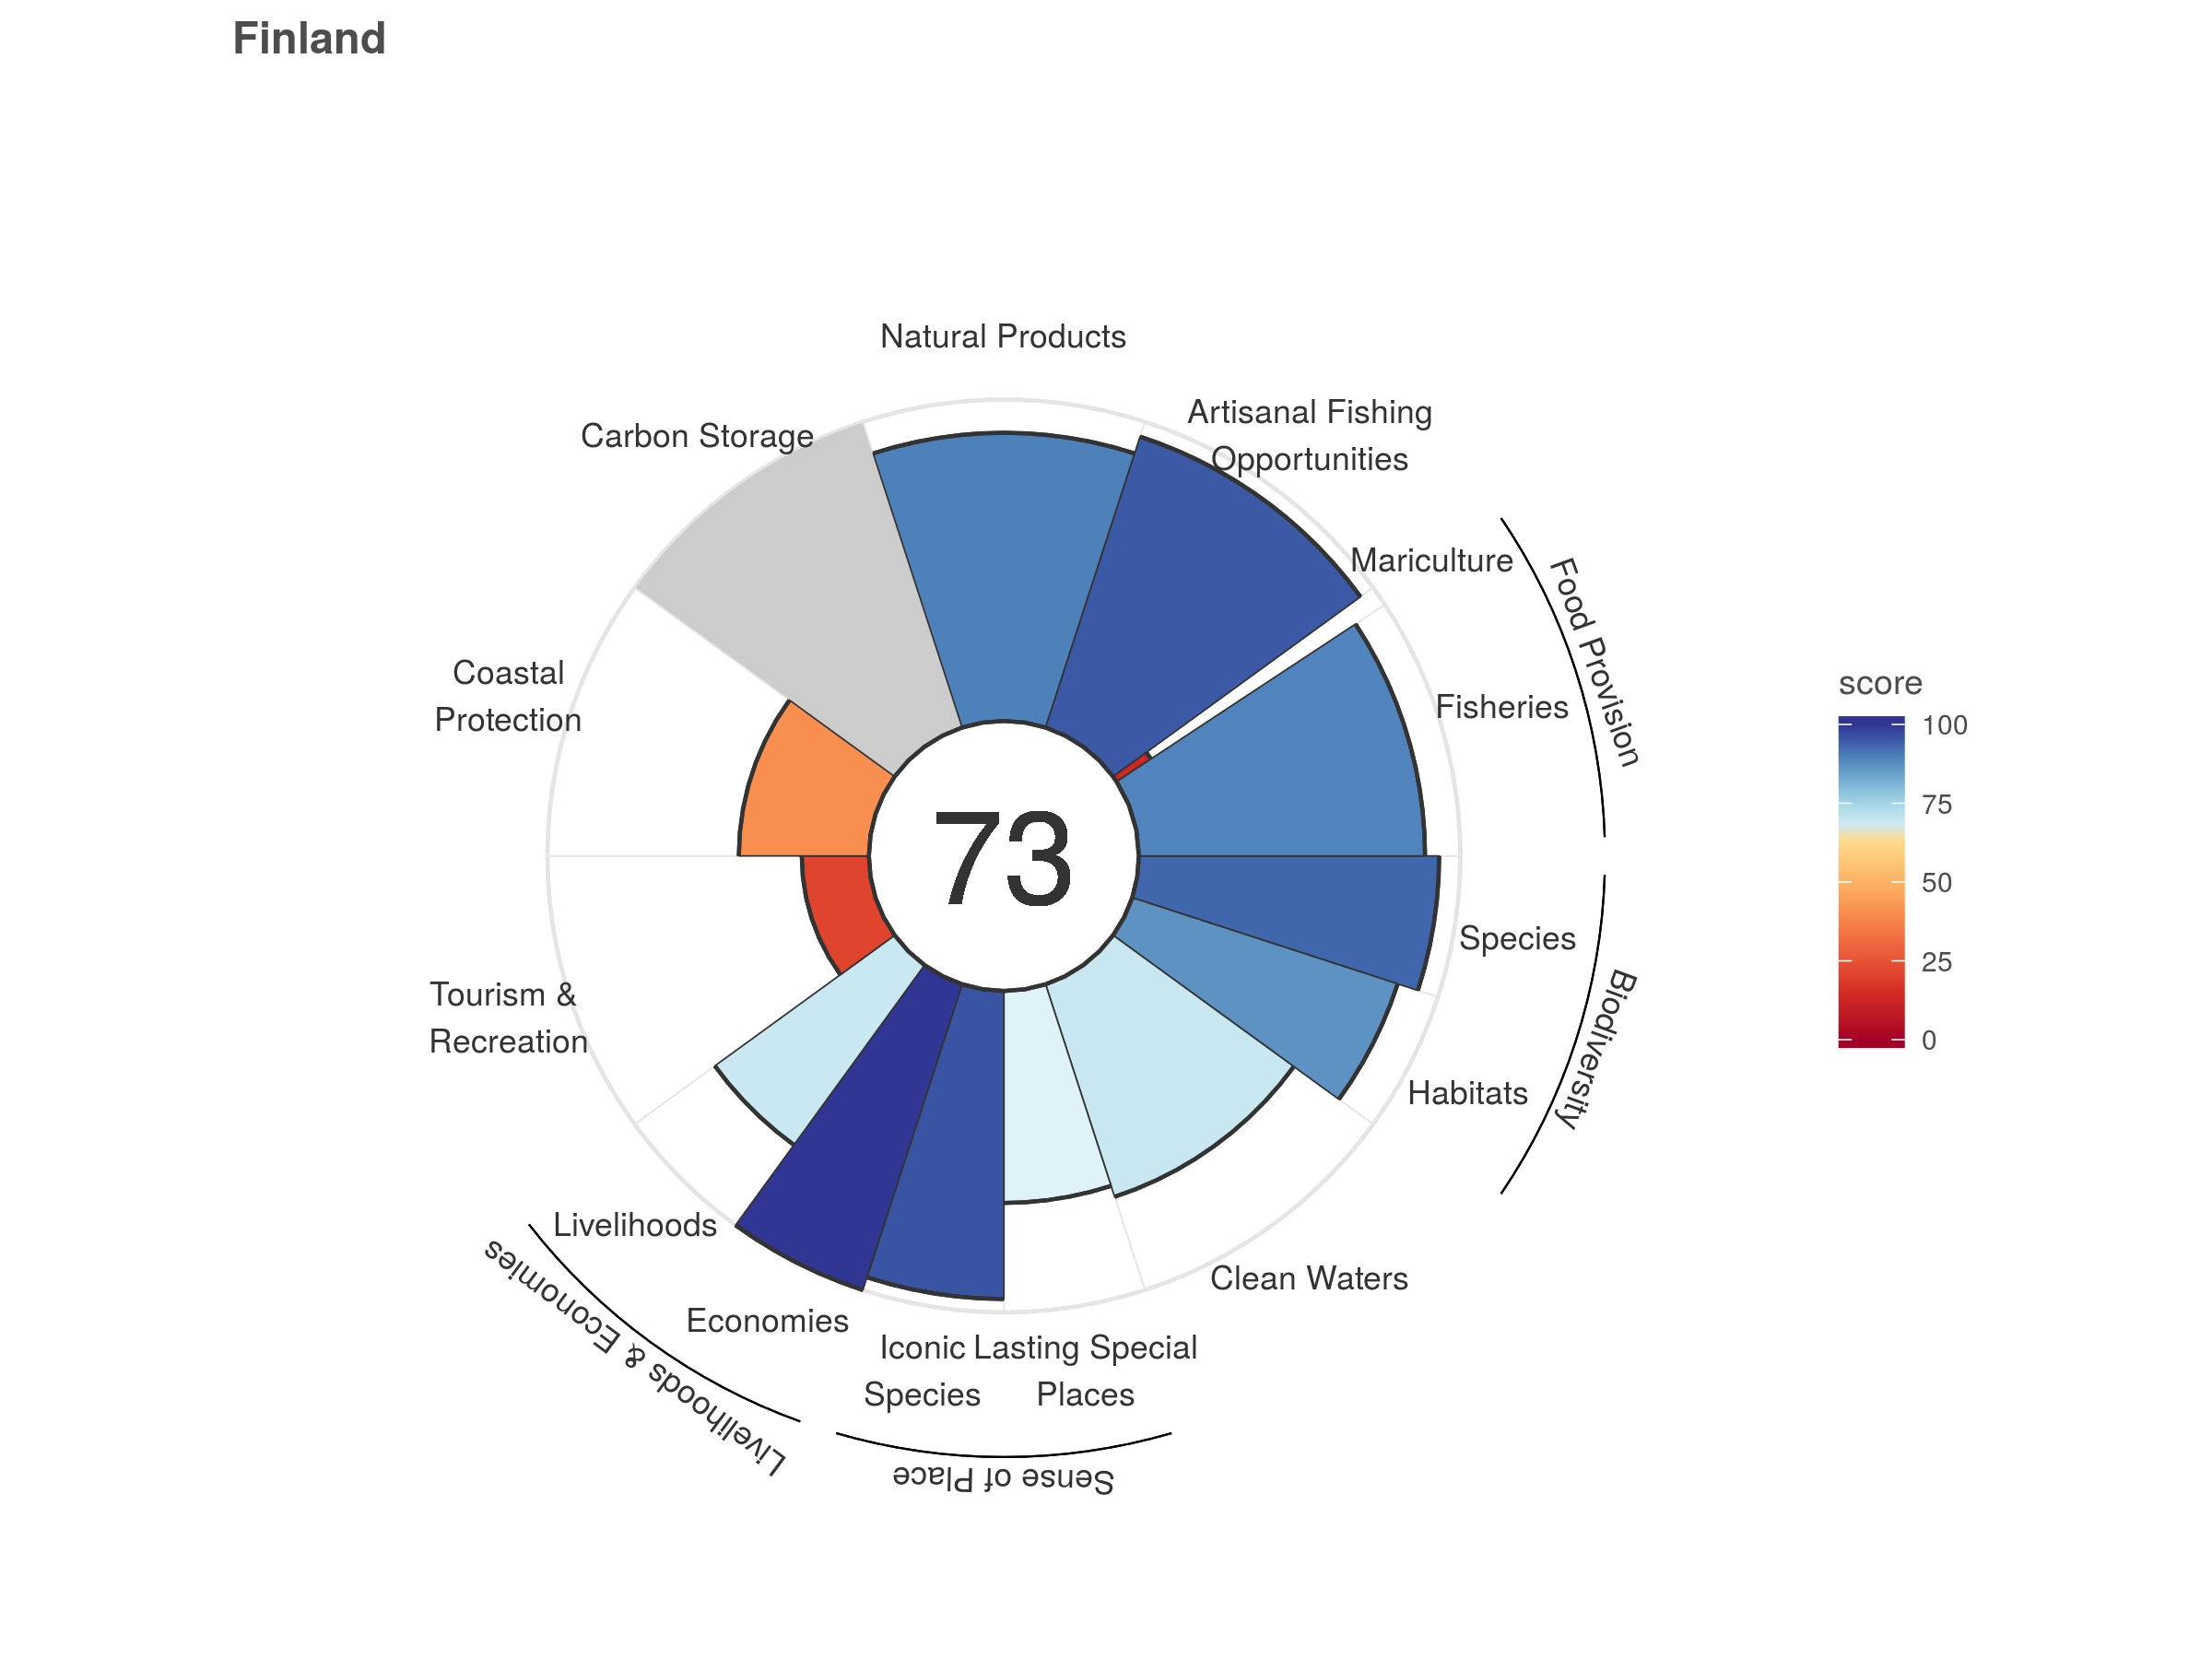 Finland
Natural Products
Artisanal Fishing
Opportunities
Carbon Storage
Mariculture
Food Provision
Fisheries
Coastal
Protection
score
100
75
50
25
0
73
Species
Biodiversity
Habitats
Tourism &
Recreation
Clean Waters
Livelihoods
Economies
Livelihoods & Economies
Iconic
Species
Lasting Special
Places
Sense of Place